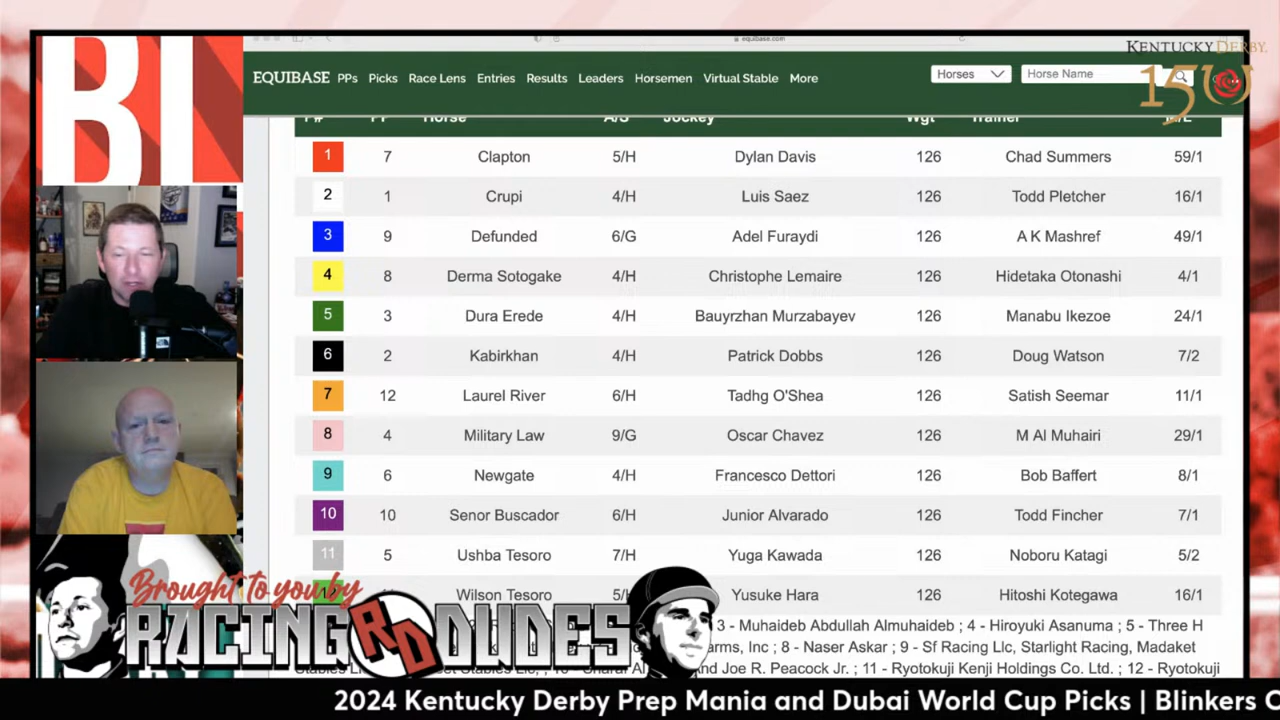 BL
equibase.com
KENTUCKY DERBY
150
EQUIBASE PPs Picks Race Lens Entries Results Leaders Horsemen Virtual Stable More Horses Horse Name
Horse A/S Jockey Wgt Trainer
1 7 Clapton 5/H Dylan Davis 126 Chad Summers 59/1
2 1 Crupi 4/H Luis Saez 126 Todd Pletcher 16/1
3 9 Defunded 6/G Adel Furaydi 126 A K Mashref 49/1
4 8 Derma Sotogake 4/H Christophe Lemaire 126 Hidetaka Otonashi 4/1
5 3 Dura Erede 4/H Bauyrzhan Murzabayev 126 Manabu Ikezoe 24/1
6 2 Kabirkhan 4/H Patrick Dobbs 126 Doug Watson 7/2
7 12 Laurel River 6/H Tadhg O'Shea 126 Satish Seemar 11/1
8 4 Military Law 9/G Oscar Chavez 126 M Al Muhairi 29/1
9 6 Newgate 4/H Francesco Dettori 126 Bob Baffert 8/1
10 10 Senor Buscador 6/H Junior Alvarado 126 Todd Fincher 7/1
11 5 Ushba Tesoro 7/H Yuga Kawada 126 Noboru Katagi 5/2
Wilson Tesoro Yusuke Hara 126 Hitoshi Kotegawa 16/1
3 - Muhaideb Abdullah Almuhaideb ; 4 - Hiroyuki Asanuma ; 5 - Three H
Inc ; 8 - Naser Askar ; 9 - Sf Racing Llc, Starlight Racing, Madaket
and Joe R. Peacock Jr. ; 11 - Ryotokuji Kenji Holdings Co. Ltd. ; 12 - Ryotokuji
Brought to you by
RACING RD DUDES
2024 Kentucky Derby Prep Mania and Dubai World Cup Picks | Blinkers